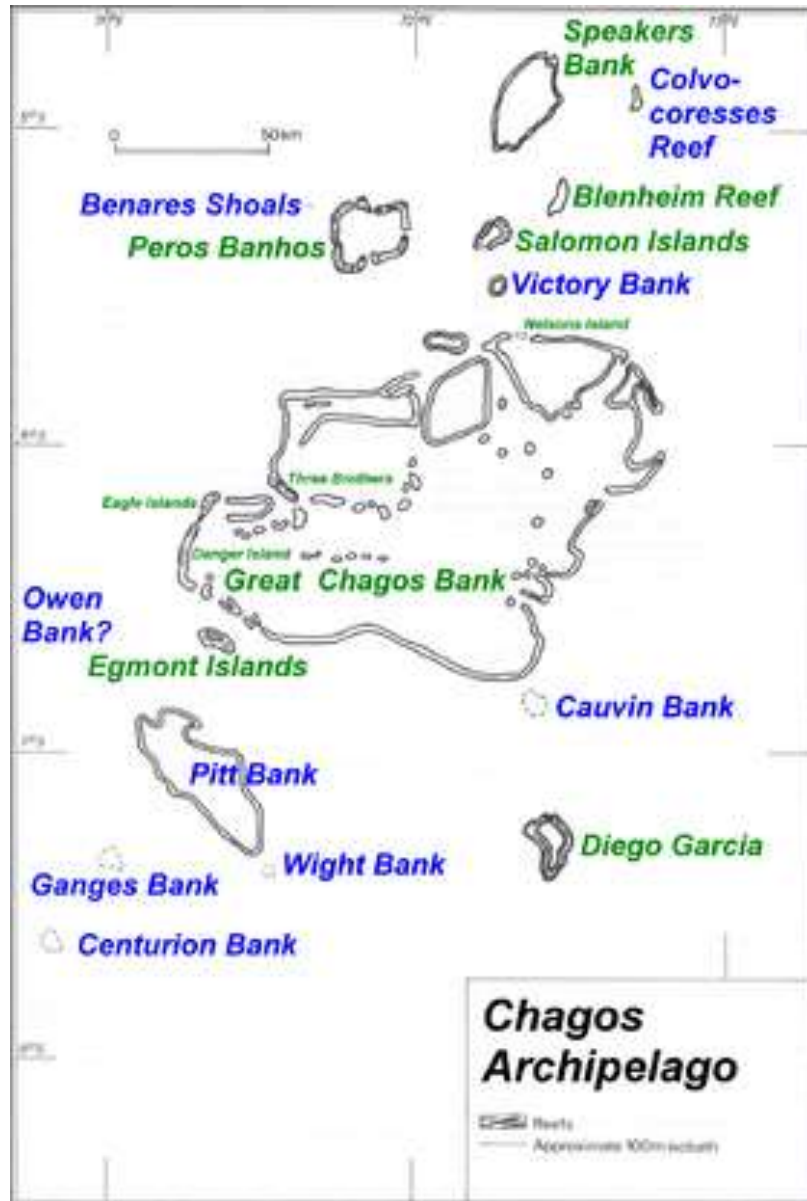 Speakers
Bank
Colvo-
coresses
Reef
0
50km
Benares Shoals
Blenheim Reef
Peros Banhos
Salomon Islands
Victory Bank
Nelsons Island
Three Brothers
Eagle Islands
Danger Island
Great Chagos Bank
Owen
Bank?
Egmont Islands
Cauvin Bank
Pitt Bank
Diego Garcia
Wight Bank
Ganges Bank
Centurion Bank
Chagos
Archipelago
Reefs
Approximate 100m isobath